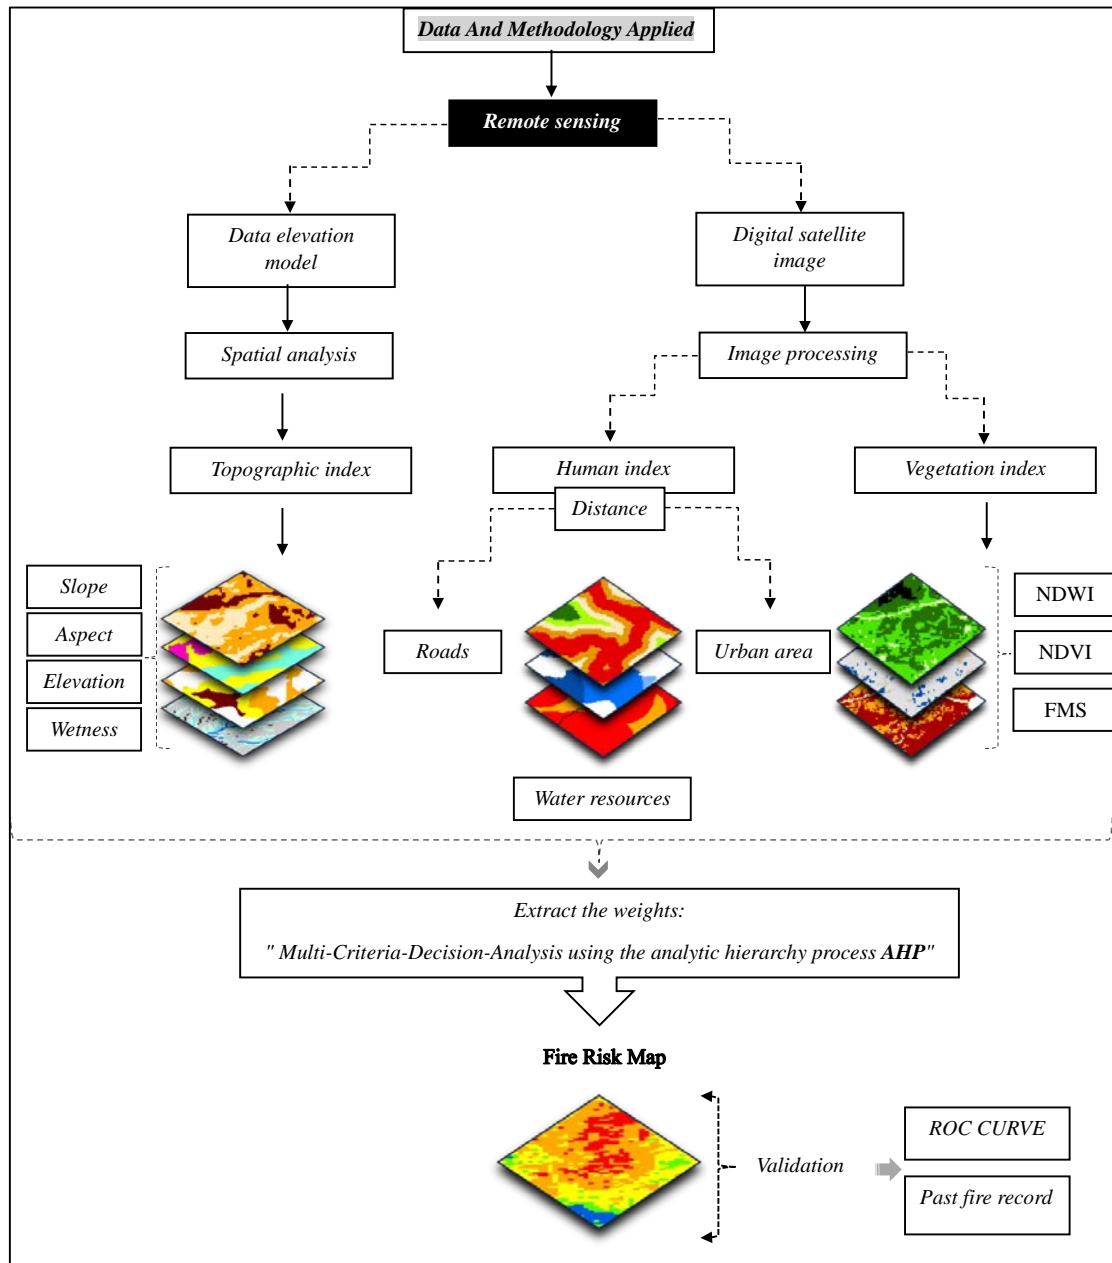 Data And Methodology Applied
Remote sensing
Data elevation
model
Digital satellite
image
Spatial analysis
Image processing
Topographic index
Human index
Vegetation index
Distance
Slope
Aspect
Elevation
Wetness
Roads
Urban area
NDWI
NDVI
FMS
Water resources
Extract the weights:
" Multi-Criteria-Decision-Analysis using the analytic hierarchy process AHP"
Fire Risk Map
Validation
ROC CURVE
Past fire record